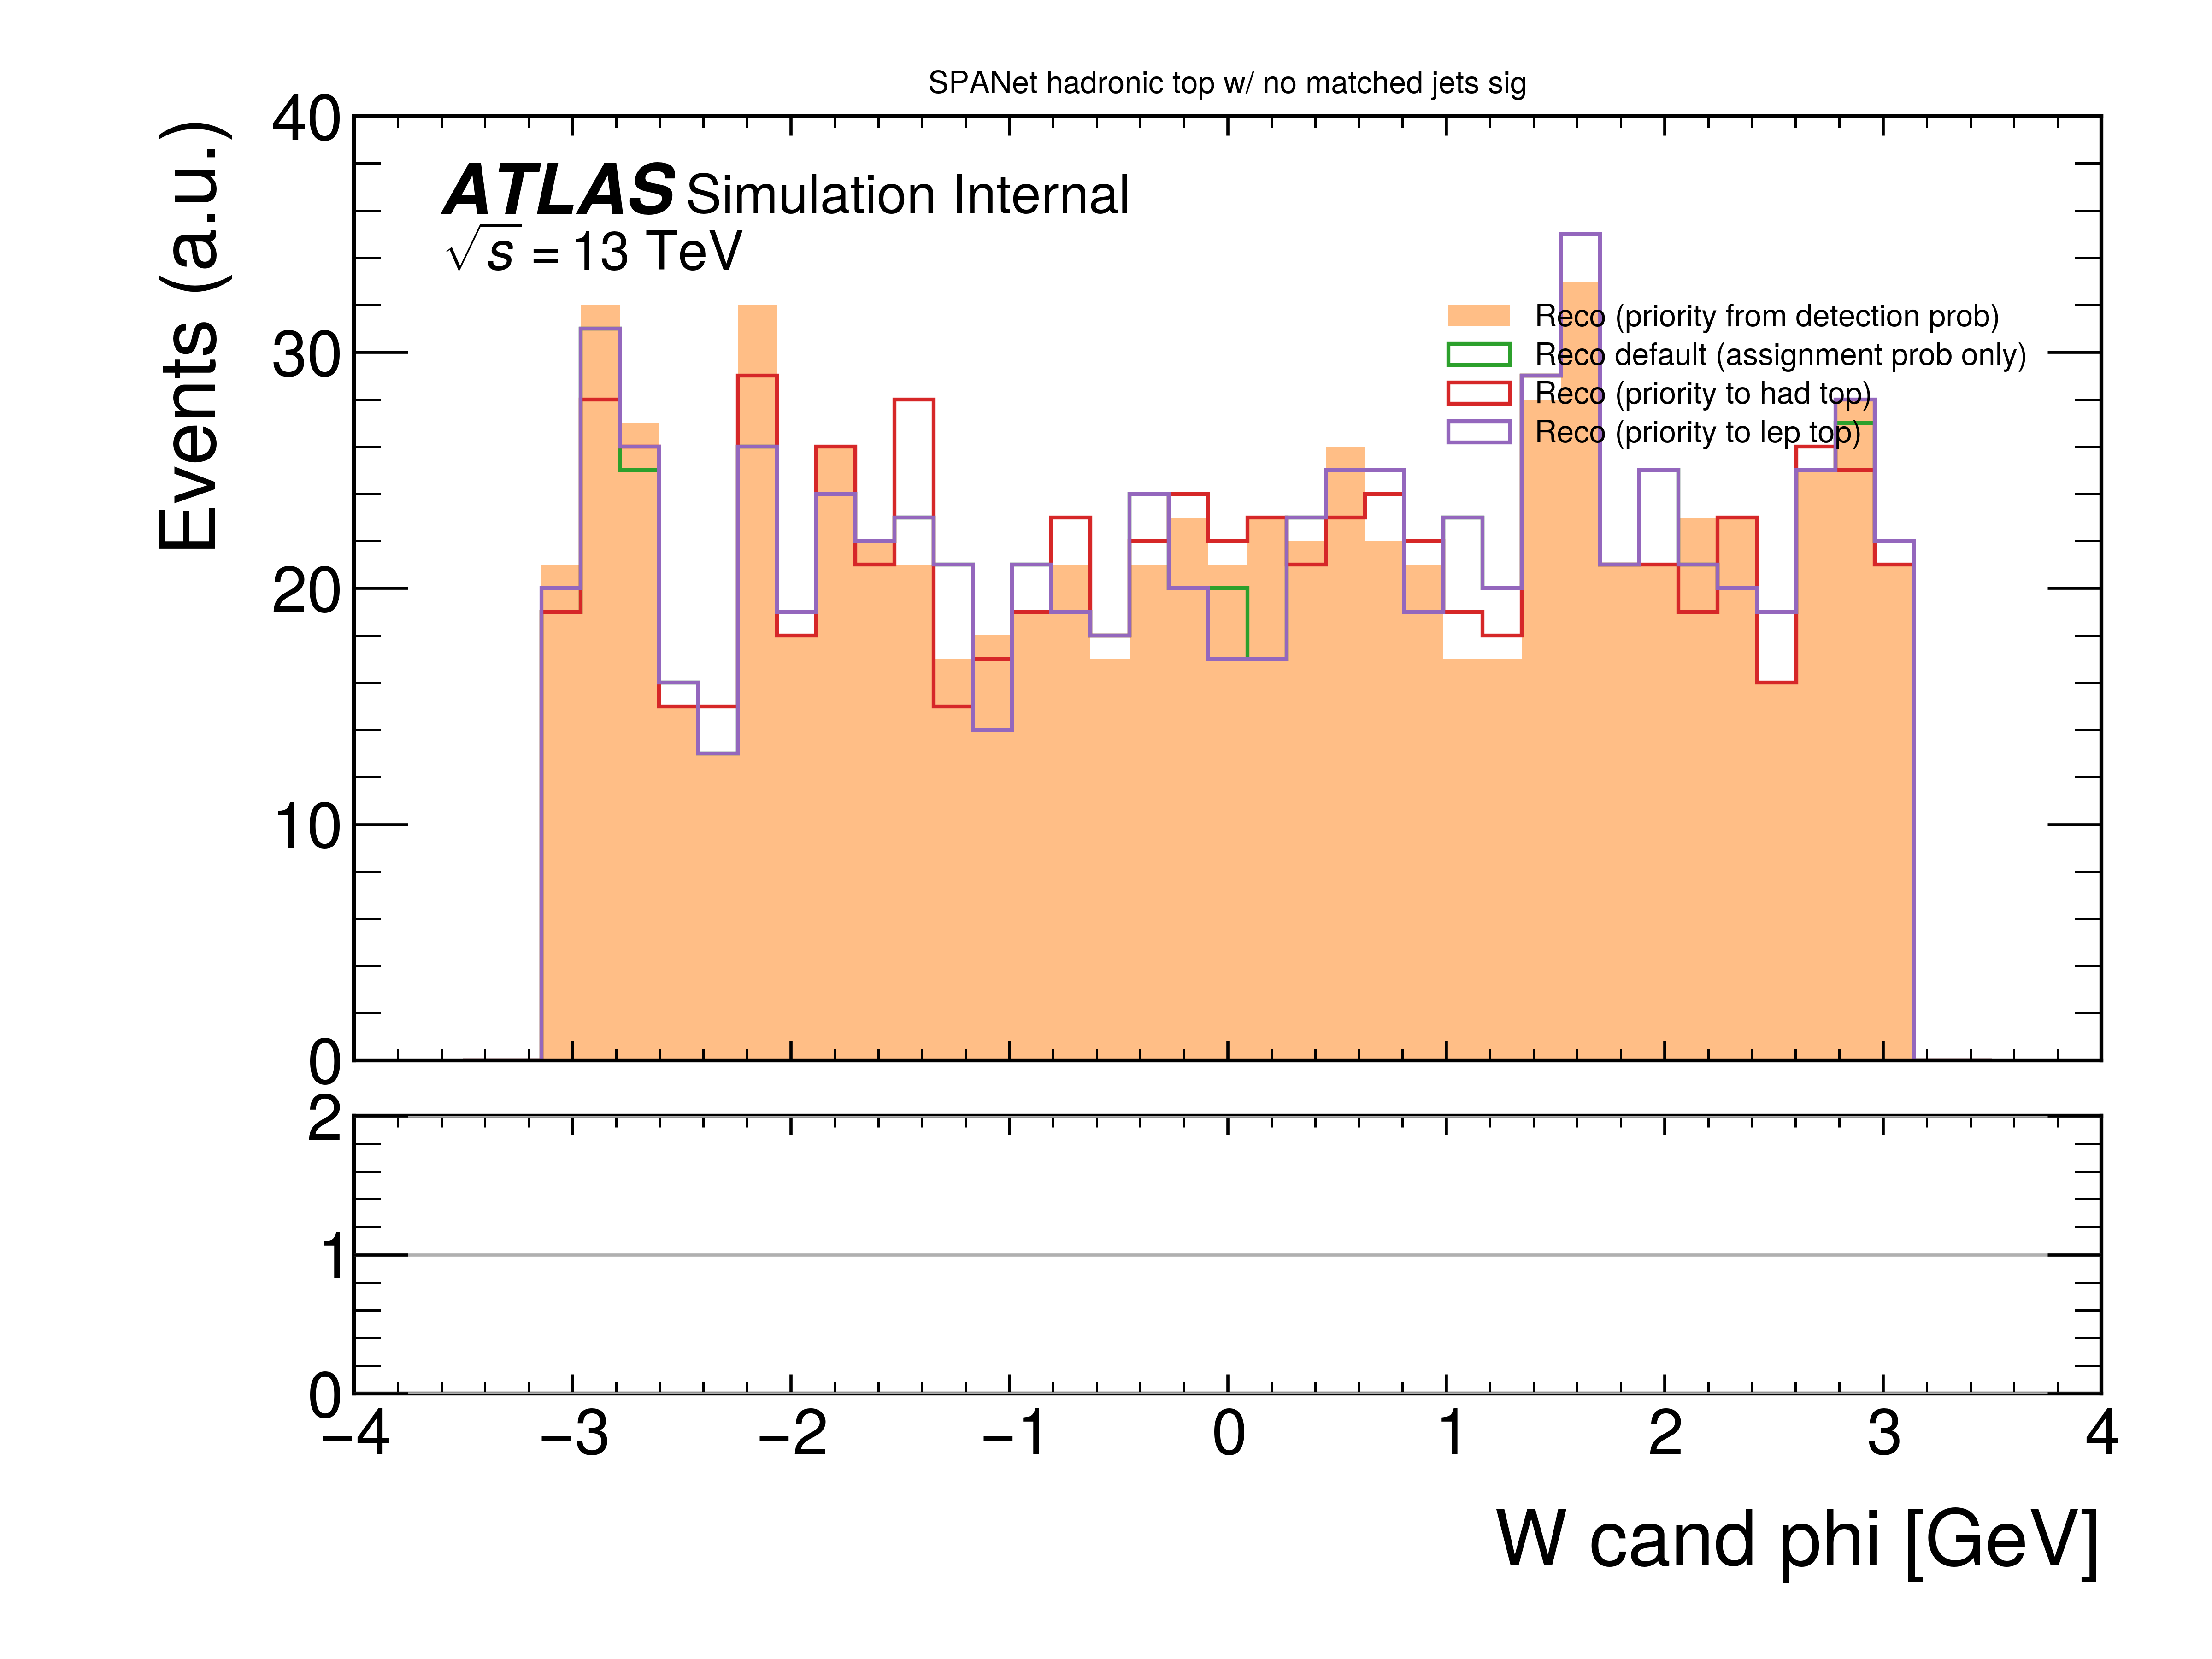 SPANet hadronic top w/ no matched jets sig
40
ATLAS Simulation Internal
√s = 13 TeV
Events (a.u.)
30
20
10
0
Reco (priority from detection prob)
Reco default (assignment prob only)
Reco (priority to had top)
Reco (priority to lep top)
2
1
0
−4 −3 −2 −1 0 1 2 3 4
W cand phi [GeV]